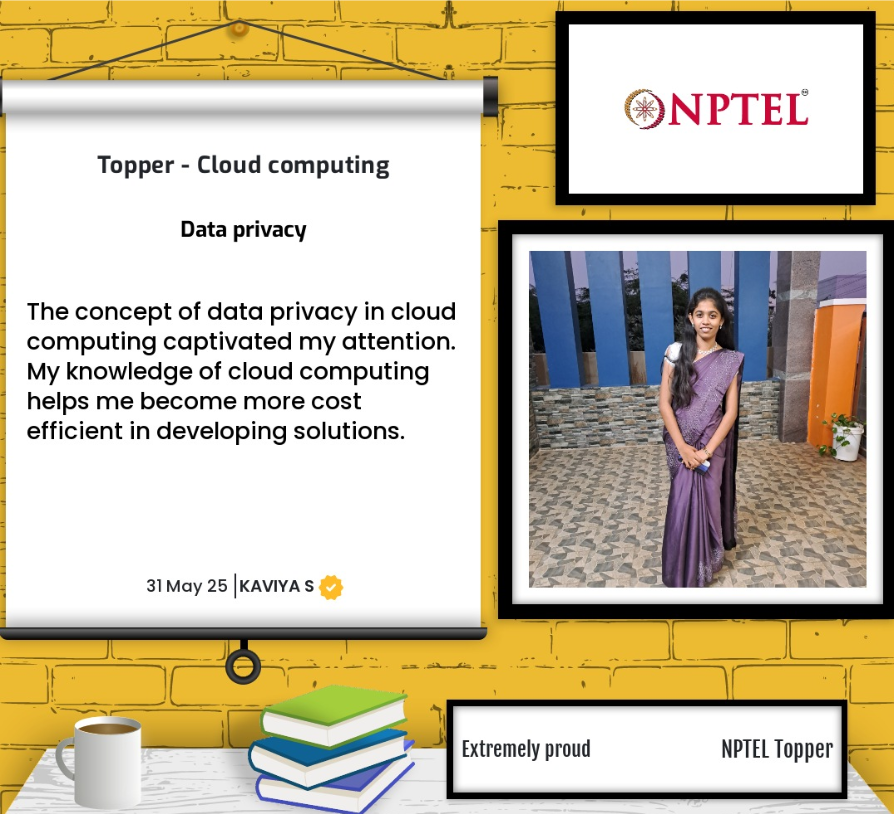 Topper - Cloud computing
Data privacy
The concept of data privacy in cloud
computing captivated my attention.
My knowledge of cloud computing
helps me become more cost
efficient in developing solutions.
31 May 25 | KAVIYA S
NPTEL
Extremely proud
NPTEL Topper